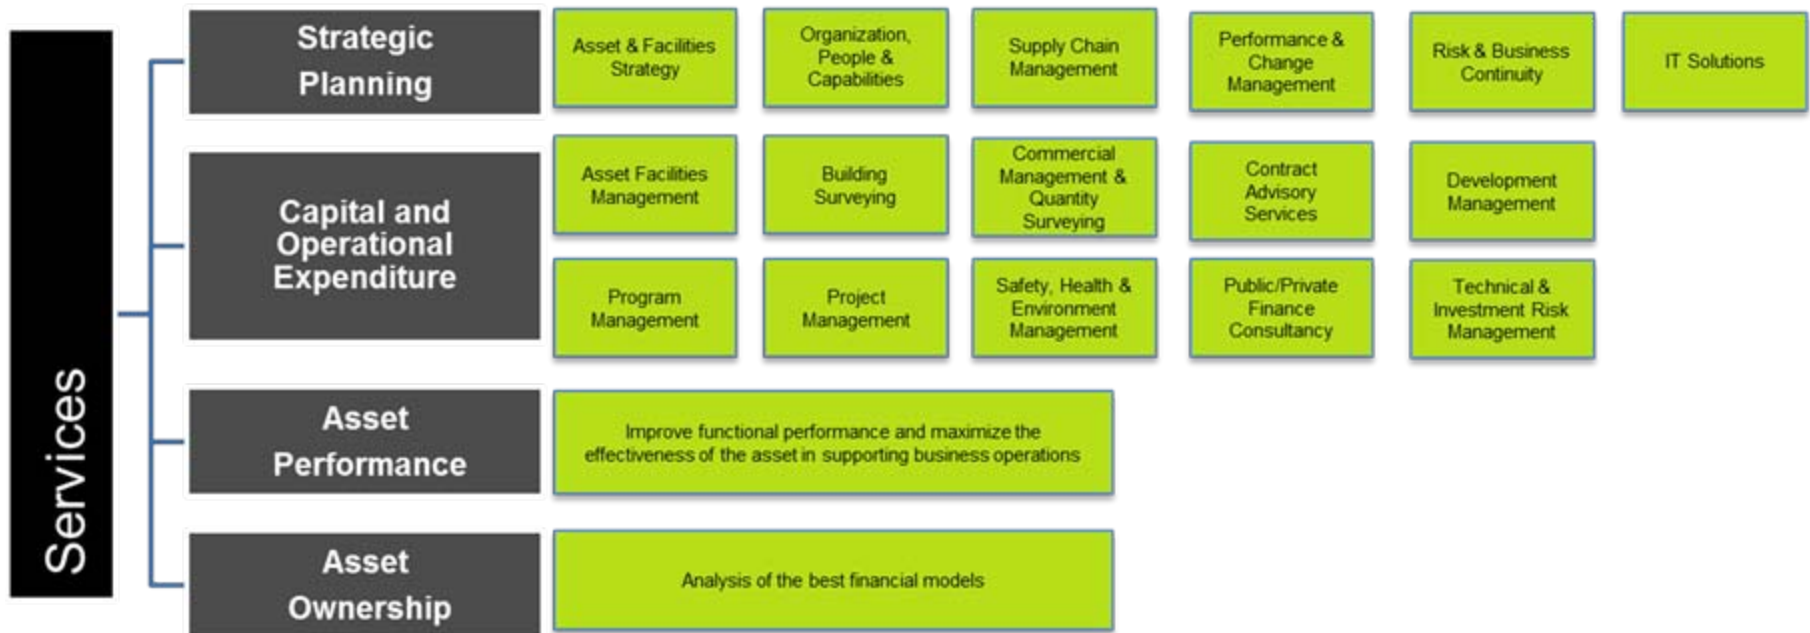 Services
Strategic
Planning
Asset & Facilities
Strategy
Organization,
People &
Capabilities
Supply Chain
Management
Performance &
Change
Management
Risk & Business
Continuity
IT Solutions
Capital and
Operational
Expenditure
Asset Facilities
Management
Building
Surveying
Commercial
Management &
Quantity
Surveying
Contract
Advisory
Services
Development
Management
Program
Management
Project
Management
Safety, Health &
Environment
Management
Public/Private
Finance
Consultancy
Technical &
Investment Risk
Management
Asset
Performance
Improve functional performance and maximize the
effectiveness of the asset in supporting business operations
Asset
Ownership
Analysis of the best financial models